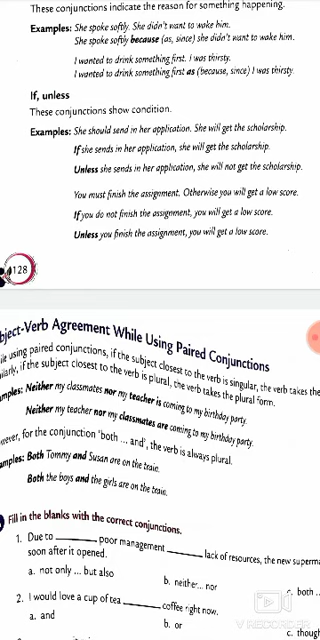 These conjunctions indicate the reason for something happening.
Examples: She spoke softly. She didn't want to wake him.
She spoke softly because (as, since) she didn't want to wake him.
I wanted to drink something first. I was thirsty.
I wanted to drink something first as (because, since) I was thirsty.
If, unless
These conjunctions show condition.
Examples: She should send in her application. She will get the scholarship.
If she sends in her application, she will get the scholarship.
Unless she sends in her application, she will not get the scholarship.
You must finish the assignment. Otherwise you will get a low score.
If you do not finish the assignment, you will get a low score.
Unless you finish the assignment, you will get a low score.
128
bject-Verb Agreement While Using Paired Conjunctions
ile using paired conjunctions, if the subject closest to the verb is singular, the verb takes the
ilarly, if the subject closest to the verb is plural, the verb takes the plural form.
amples: Neither my classmates nor my teacher is coming to my birthday party.
Neither my teacher nor my classmates are coming to my birthday party.
wever, for the conjunction 'both ... and', the verb is always plural.
amples: Both Tommy and Susan are on the train.
Both the boys and the girls are on the train.
Fill in the blanks with the correct conjunctions.
1. Due to ________ poor management ________ lack of resources, the new superma
soon after it opened.
a. not only ... but also b. neither... nor c. both ..
2. I would love a cup of tea ________ coffee right now.
a. and b. or c. thoug
VIRECORDER